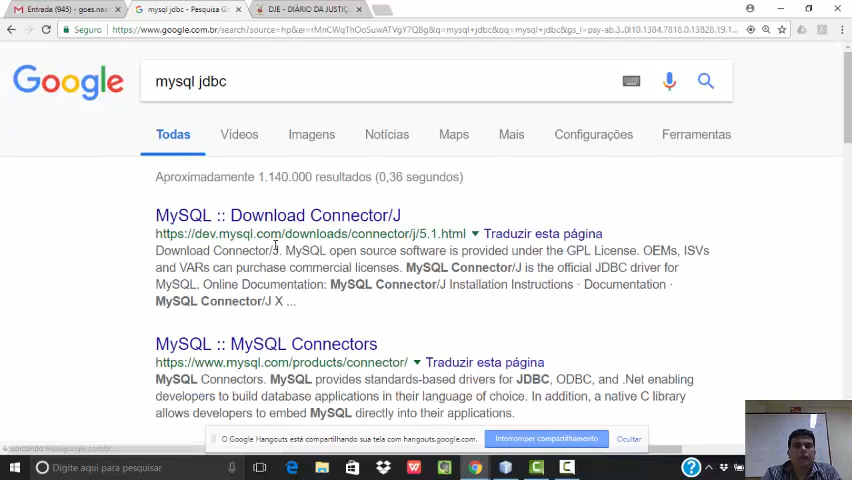 Entrada (945) - goes.nas
mysql jdbc - Pesquisa Go
DJE - DIÁRIO DA JUSTIÇ
Seguro
https://www.google.com.br/search?source=hp&ei=rMnCWqThOoSuwATVgY7QBg&q=mysql+jdbc&oq=mysql+jdbc&gs_l=psy-ab.3..0l10.1384.7818.0.13828.19.1
Google
mysql jdbc
Todas Vídeos Imagens Notícias Maps Mais Configurações Ferramentas
Aproximadamente 1.140.000 resultados (0,36 segundos)
MySQL :: Download Connector/J
https://dev.mysql.com/downloads/connector/j/5.1.html Traduzir esta página
Download Connector/J. MySQL open source software is provided under the GPL License. OEMs, ISVs
and VARs can purchase commercial licenses. MySQL Connector/J is the official JDBC driver for
MySQL. Online Documentation: MySQL Connector/J Installation Instructions · Documentation ·
MySQL Connector/J X ...
MySQL :: MySQL Connectors
https://www.mysql.com/products/connector/ Traduzir esta página
MySQL Connectors. MySQL provides standards-based drivers for JDBC, ODBC, and .Net enabling
developers to build database applications in their language of choice. In addition, a native C library
allows developers to embed MySQL directly into their applications.
O Google Hangouts está compartilhando sua tela com hangouts.google.com.
Interromper compartilhamento
Ocultar
www.google.com.br...
Digite aqui para pesquisar